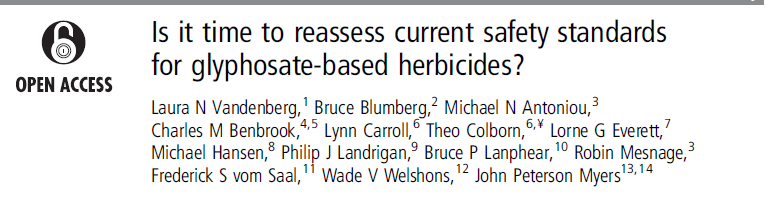 OPEN ACCESS
Is it time to reassess current safety standards
for glyphosate-based herbicides?
Laura N Vandenberg,¹ Bruce Blumberg,² Michael N Antoniou,³
Charles M Benbrook,⁴,⁵ Lynn Carroll,⁶ Theo Colborn,⁶,¥ Lorne G Everett,⁷
Michael Hansen,⁸ Philip J Landrigan,⁹ Bruce P Lanphear,¹⁰ Robin Mesnage,³
Frederick S vom Saal,¹¹ Wade V Welshons,¹² John Peterson Myers¹³,¹⁴